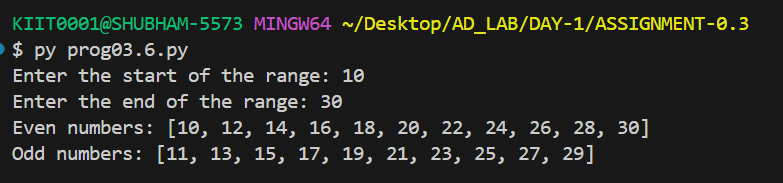 KIIT0001@SHUBHAM-5573 MINGW64 ~/Desktop/AD_LAB/DAY-1/ASSIGNMENT-0.3
$ py prog03.6.py
Enter the start of the range: 10
Enter the end of the range: 30
Even numbers: [10, 12, 14, 16, 18, 20, 22, 24, 26, 28, 30]
Odd numbers: [11, 13, 15, 17, 19, 21, 23, 25, 27, 29]